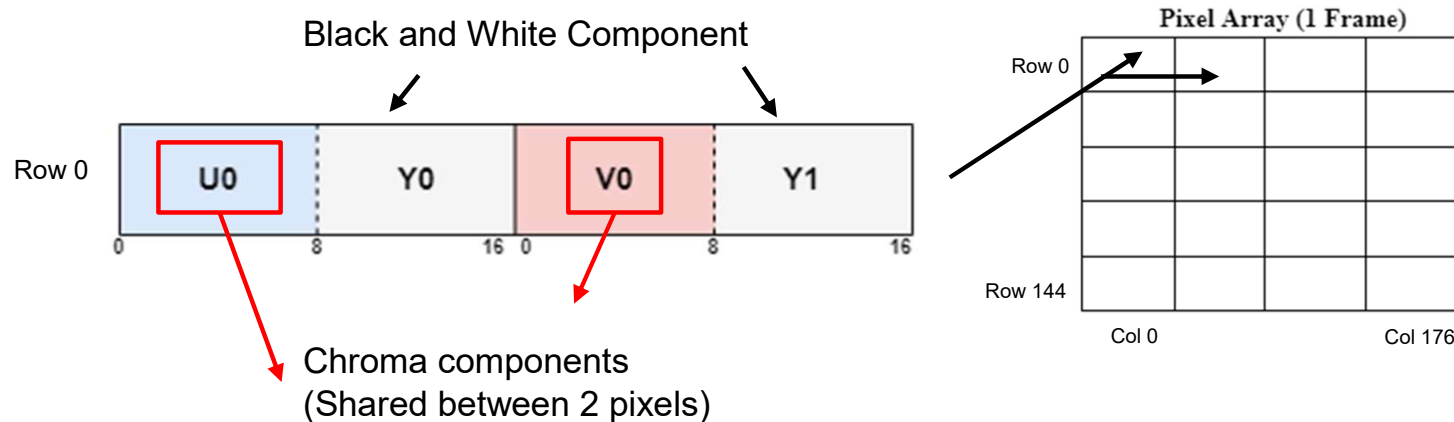 Black and White Component
Row 0
U0
Y0
V0
Y1
0
8
16
0
8
16
Chroma components
(Shared between 2 pixels)
Pixel Array (1 Frame)
Row 0
Row 144
Col 0
Col 176